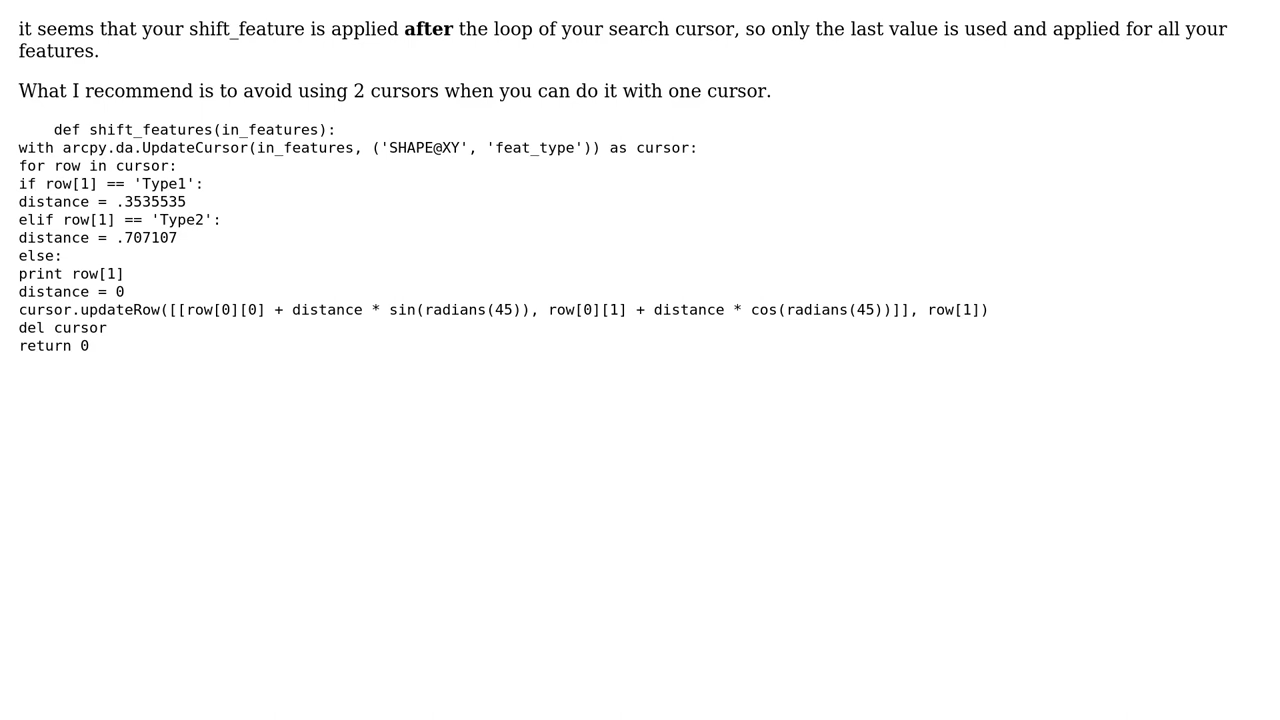 it seems that your shift_feature is applied after the loop of your search cursor, so only the last value is used and applied for all your
features.
What I recommend is to avoid using 2 cursors when you can do it with one cursor.
    def shift_features(in_features):
with arcpy.da.UpdateCursor(in_features, ('SHAPE@XY', 'feat_type')) as cursor:
for row in cursor:
if row[1] == 'Type1':
distance = .3535535
elif row[1] == 'Type2':
distance = .707107
else:
print row[1]
distance = 0
cursor.updateRow([[row[0][0] + distance * sin(radians(45)), row[0][1] + distance * cos(radians(45))]], row[1])
del cursor
return 0